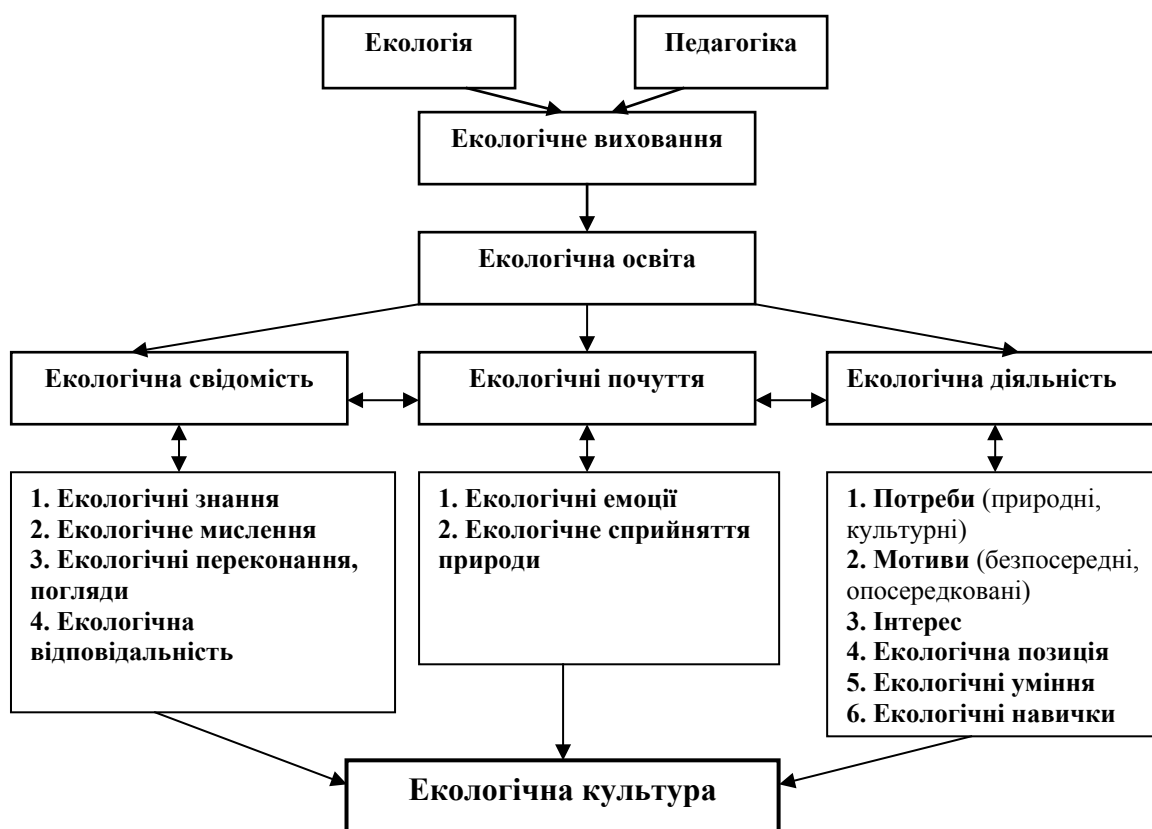 Екологія
Педагогіка
Екологічне виховання
Екологічна освіта
Екологічна свідомість
Екологічні почуття
Екологічна діяльність
1. Екологічні знання
2. Екологічне мислення
3. Екологічні переконання,
погляди
4. Екологічна
відповідальність
1. Екологічні емоції
2. Екологічне сприйняття
природи
1. Потреби (природні,
культурні)
2. Мотиви (безпосередні,
опосередковані)
3. Інтерес
4. Екологічна позиція
5. Екологічні уміння
6. Екологічні навички
Екологічна культура